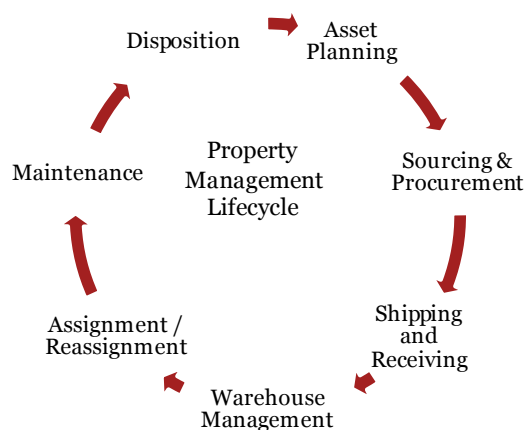 Disposition
Asset
Planning
Sourcing &
Procurement
Shipping
and
Receiving
Warehouse
Management
Assignment /
Reassignment
Maintenance
Property
Management
Lifecycle